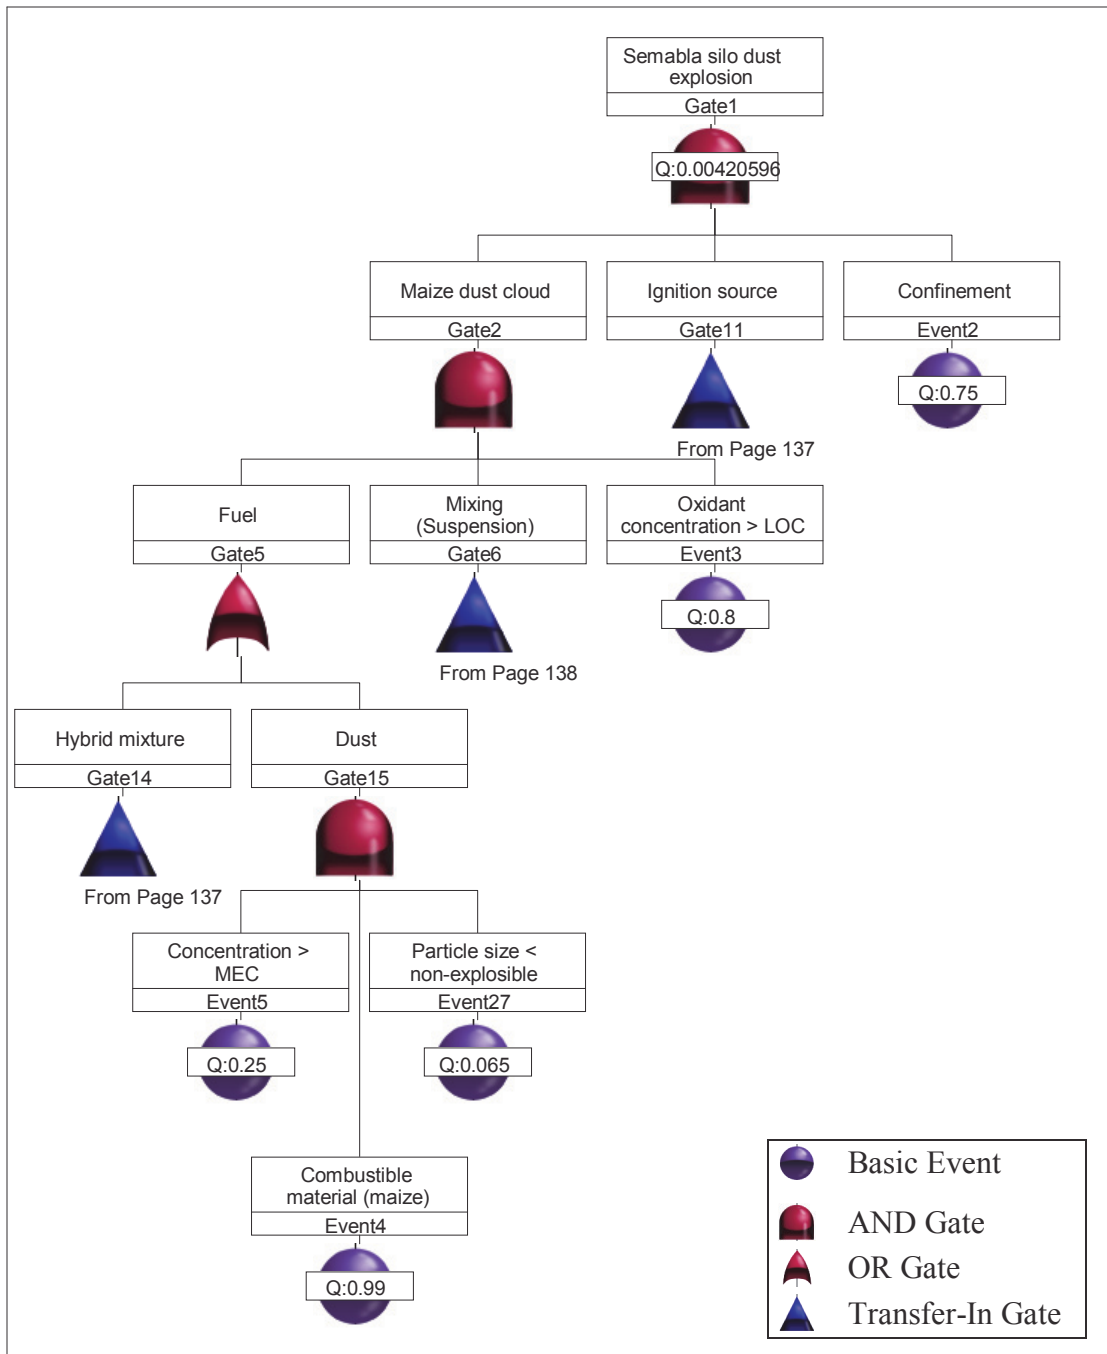 Semabla silo dust
explosion
Gate1
Q:0.00420596
Maize dust cloud
Gate2
Ignition source
Gate11
From Page 137
Confinement
Event2
Q:0.75
Fuel
Gate5
Mixing
(Suspension)
Gate6
From Page 138
Oxidant
concentration > LOC
Event3
Q:0.8
Hybrid mixture
Gate14
From Page 137
Dust
Gate15
Concentration >
MEC
Event5
Q:0.25
Particle size <
non-explosible
Event27
Q:0.065
Combustible
material (maize)
Event4
Q:0.99
Basic Event
AND Gate
OR Gate
Transfer-In Gate